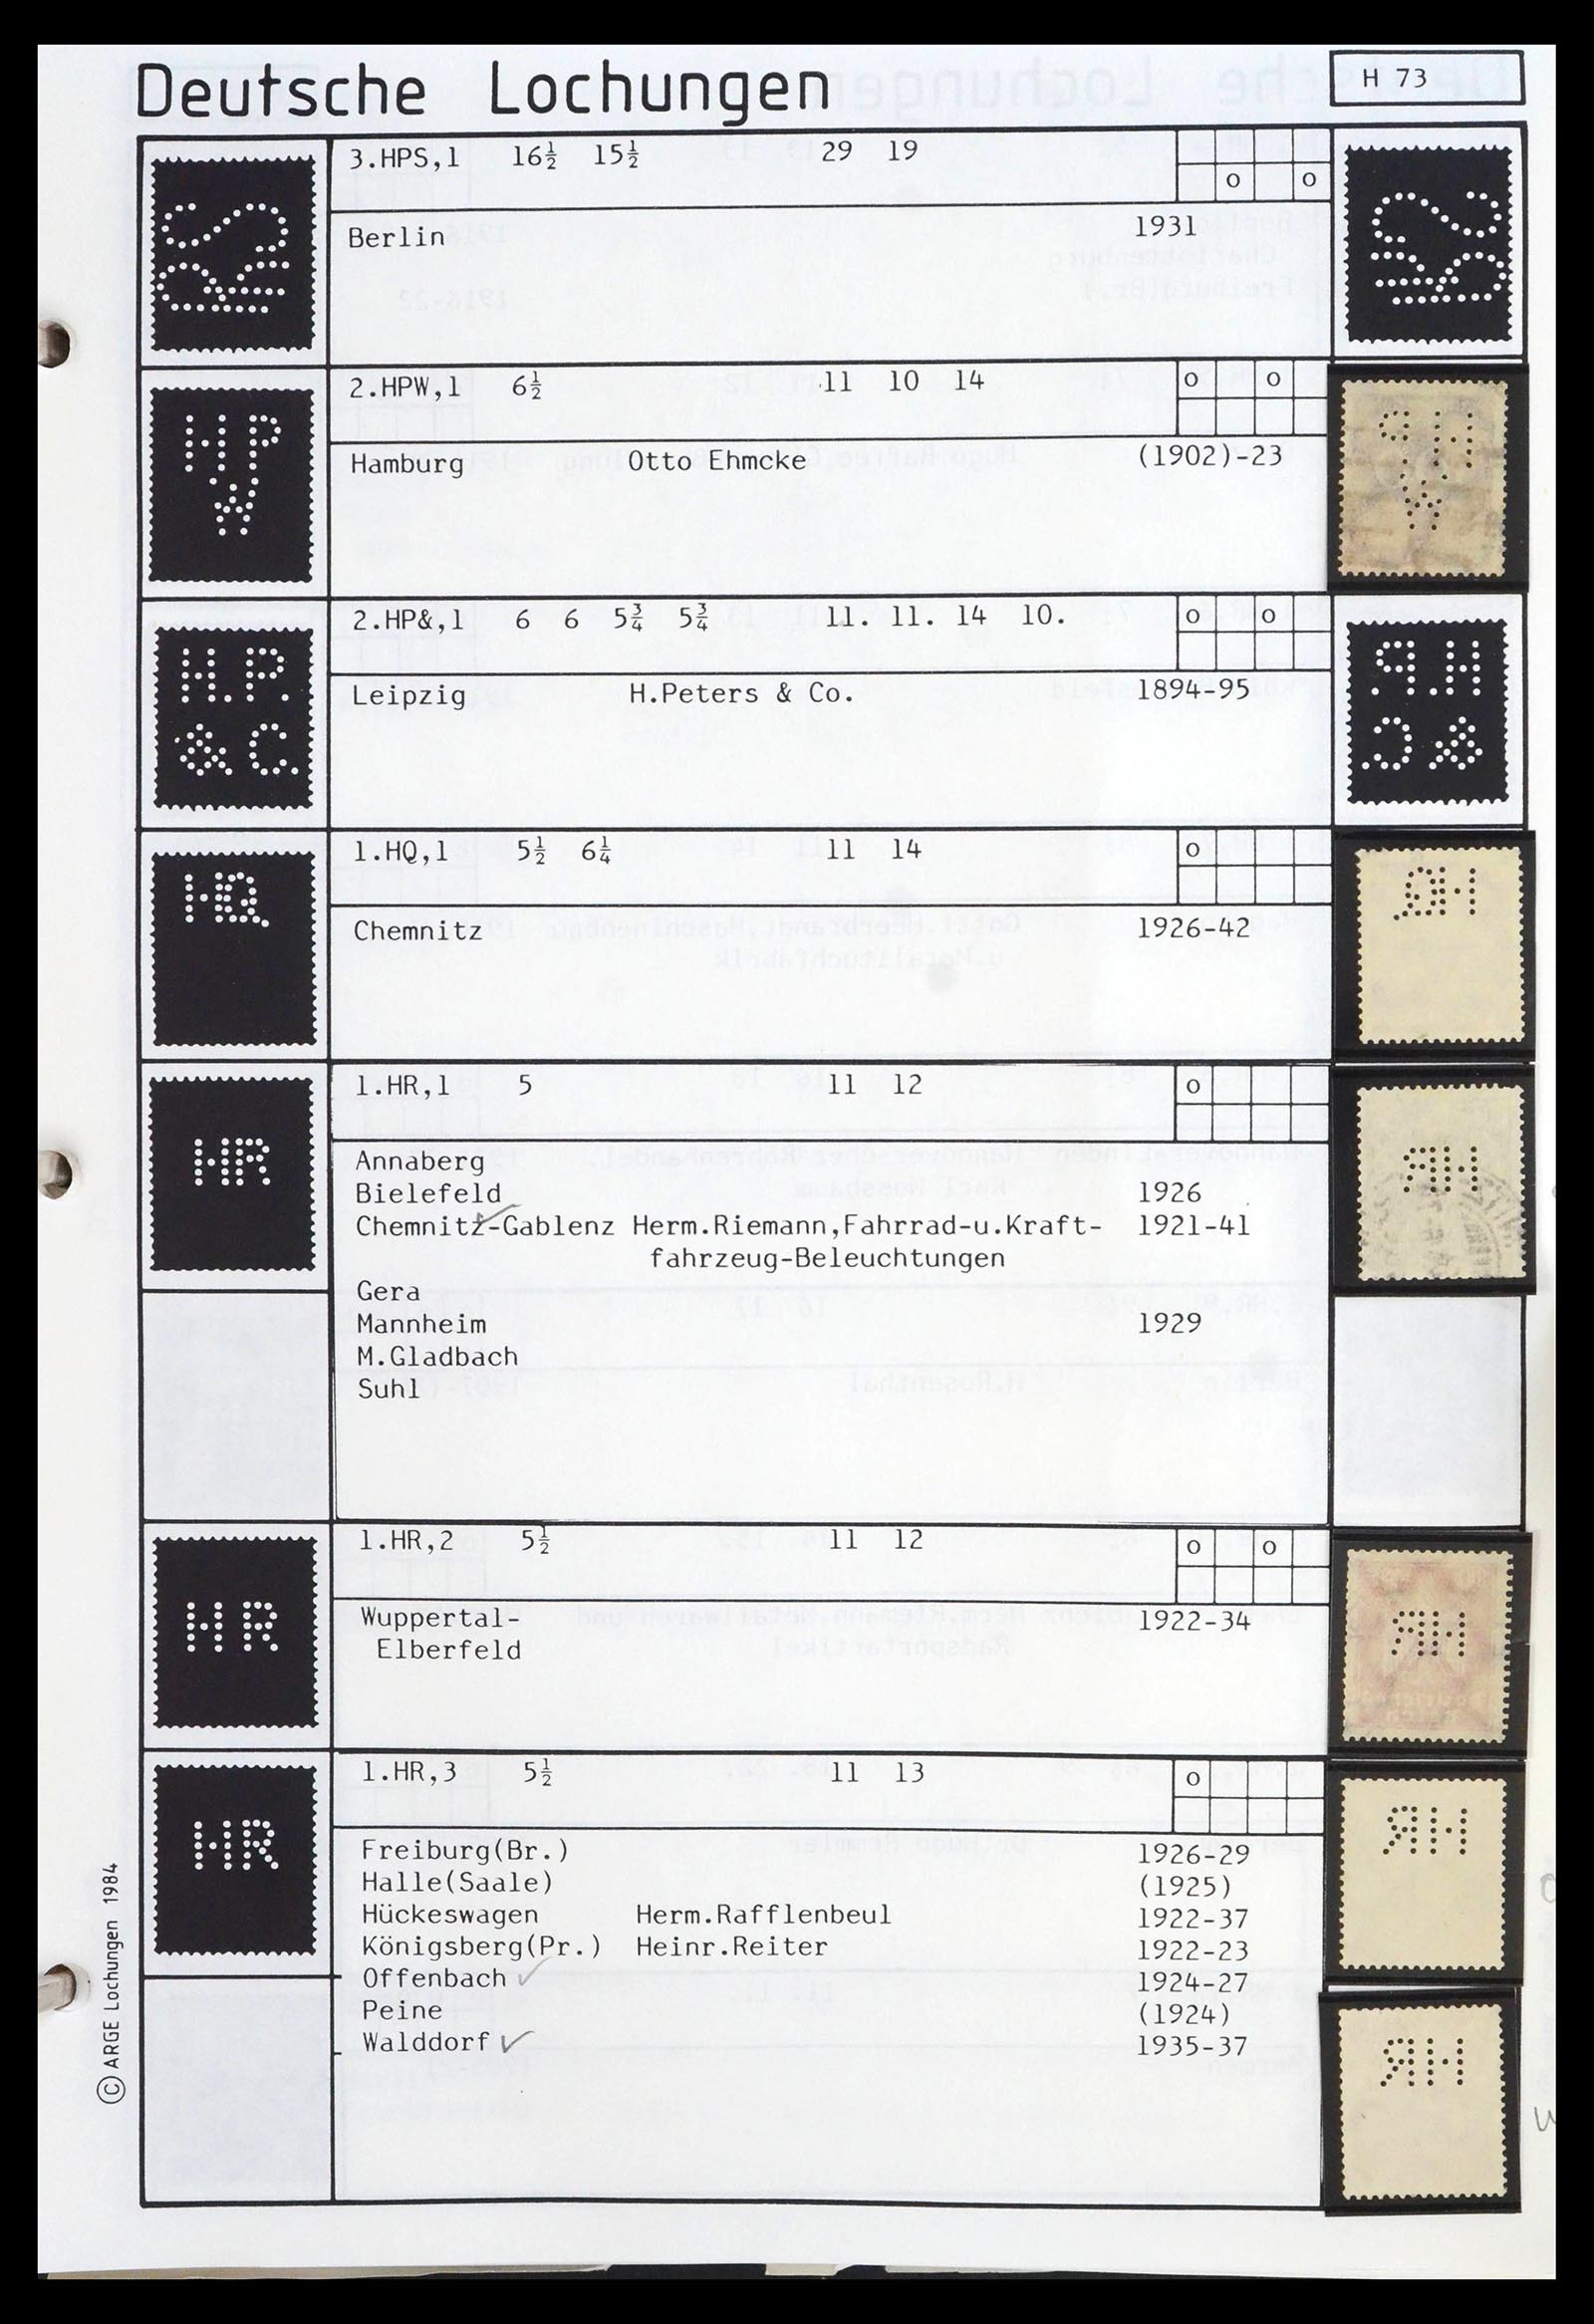 Deutsche Lochungen
H 73
3.HPS,1 16½ 15½ 29 19
o o
Berlin 1931
2.HPW,1 6½ 11 10 14
o o
H P
W
Hamburg Otto Ehmcke (1902)-23
2.HP&,1 6 6 5¾ 5¾ 11. 11. 14 10.
o o
H.P.
& C.
Leipzig H.Peters & Co. 1894-95
1.HQ,1 5½ 6¼ 11 14
o
HQ
Chemnitz 1926-42
1.HR,1 5 11 12
o
HR
Annaberg
Bielefeld 1926
Chemnitz-Gablenz Herm.Riemann,Fahrrad-u.Kraft- 1921-41
fahrzeug-Beleuchtungen
Gera
Mannheim 1929
M.Gladbach
Suhl
1.HR,2 5½ 11 12
o o
HR
Wuppertal- 1922-34
Elberfeld
1.HR,3 5½ 11 13
o
HR
Freiburg(Br.) 1926-29
Halle(Saale) (1925)
Hückeswagen Herm.Rafflenbeul 1922-37
Königsberg(Pr.) Heinr.Reiter 1922-23
Offenbach ✓ 1924-27
Peine (1924)
Walddorf ✓ 1935-37
© ARGE Lochungen 1984